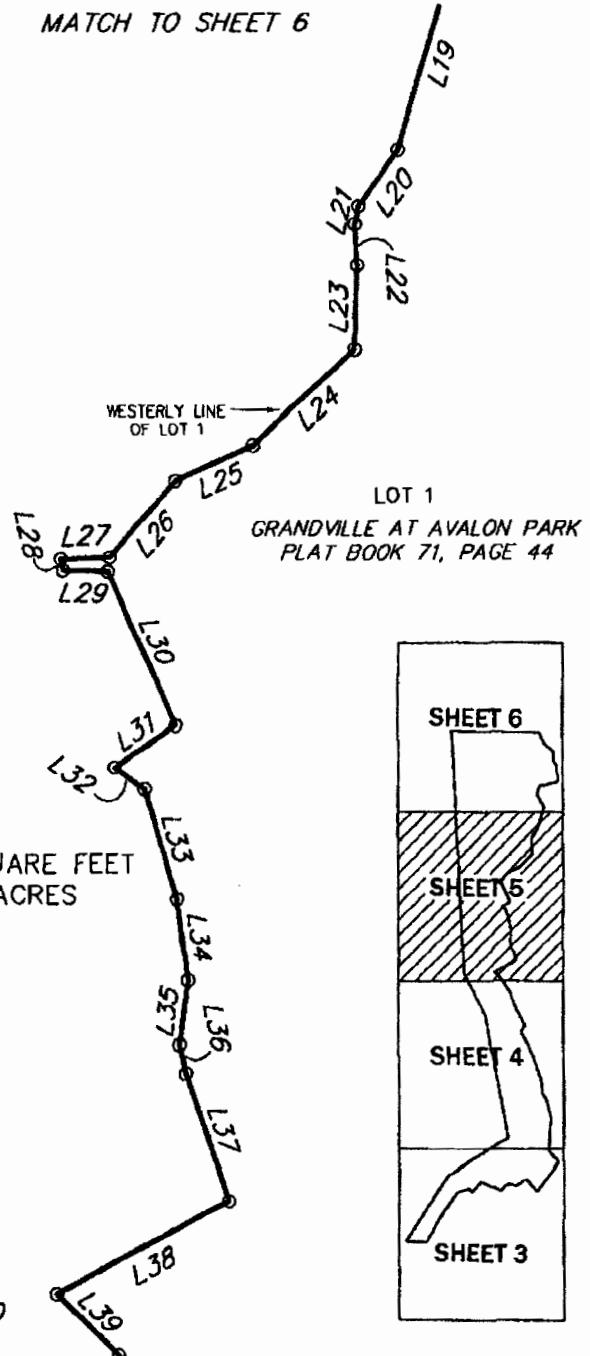 MATCH TO SHEET 6
L19
L20
L21
L22
L23
L24
WESTERLY LINE
OF LOT 1
L25
L26
LOT 1
GRANDVILLE AT AVALON PARK
PLAT BOOK 71, PAGE 44
L27
L28
L29
L30
L31
L32
L33
UARE FEET
ACRES
L34
L35
L36
L37
L38
L39
SHEET 6
SHEET 5
SHEET 4
SHEET 3